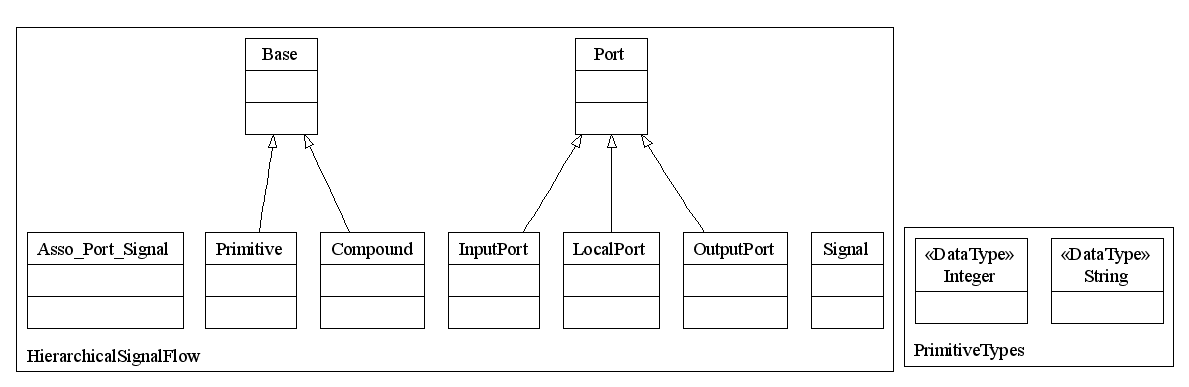 Base
Port
Asso_Port_Signal
Primitive
Compound
InputPort
LocalPort
OutputPort
Signal
HierarchicalSignalFlow
«DataType»
Integer
«DataType»
String
PrimitiveTypes